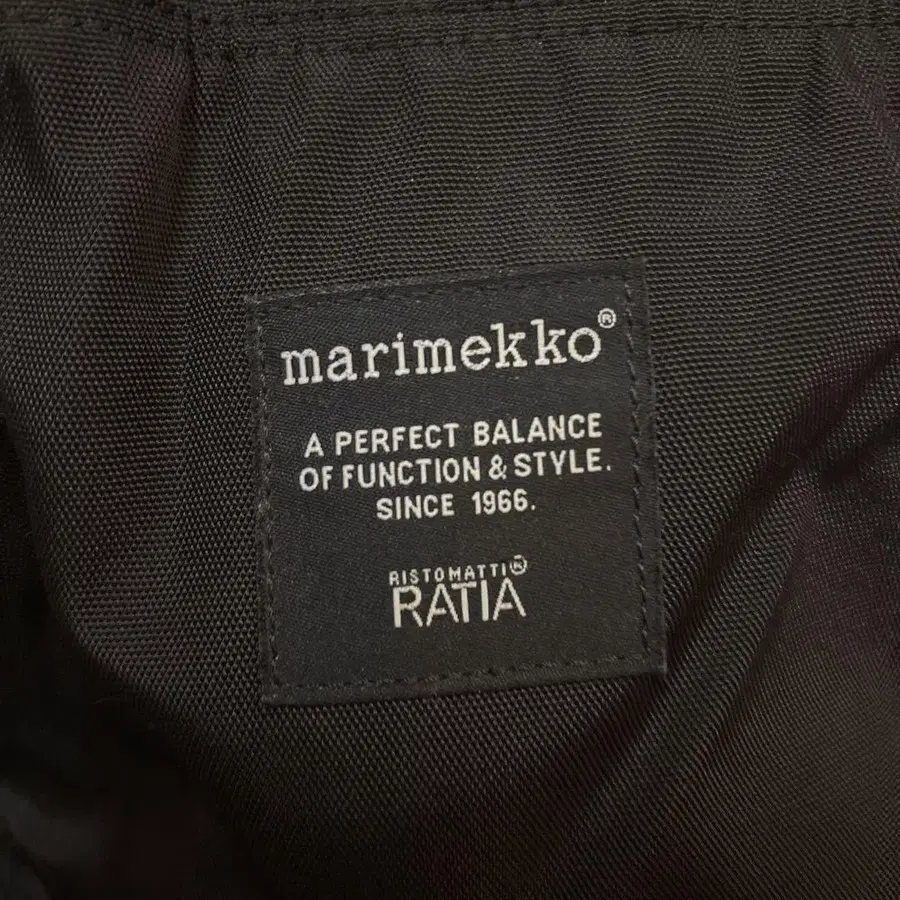 marimekko®
A PERFECT BALANCE
OF FUNCTION & STYLE.
SINCE 1966.
RISTOMATTI®
RATIA